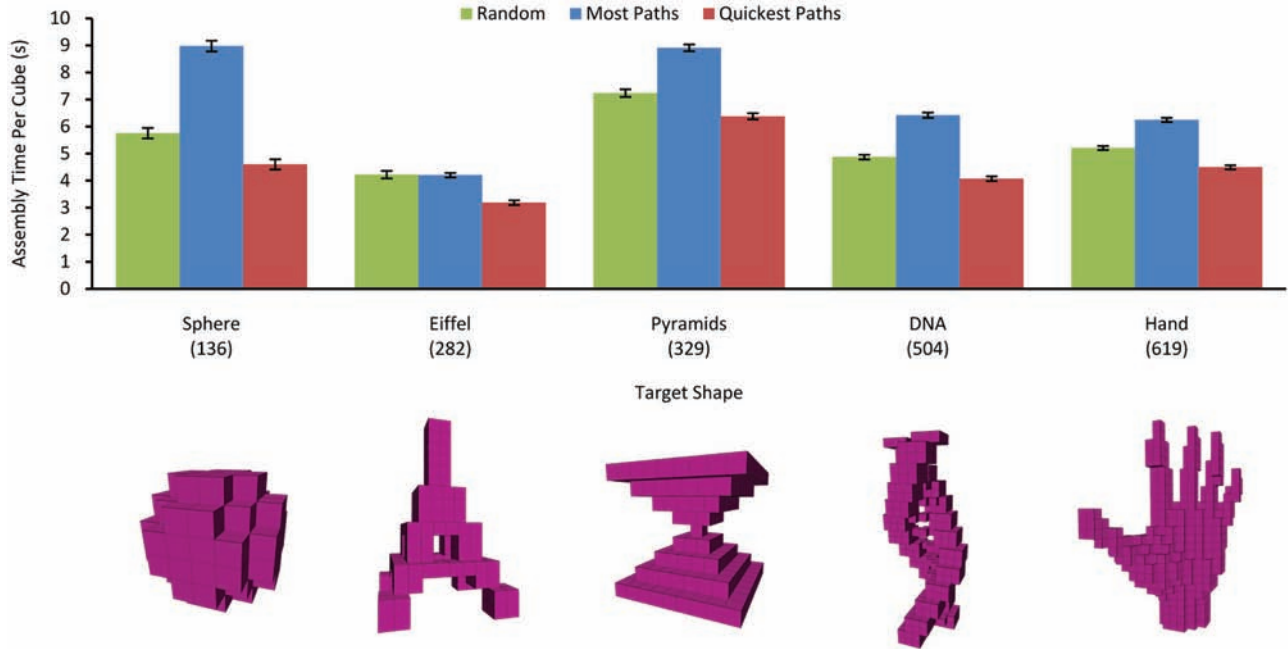 Random Most Paths Quickest Paths
Assembly Time Per Cube (s)
10
9
8
7
6
5
4
3
2
1
0
Sphere Eiffel Pyramids DNA Hand
(136) (282) (329) (504) (619)
Target Shape